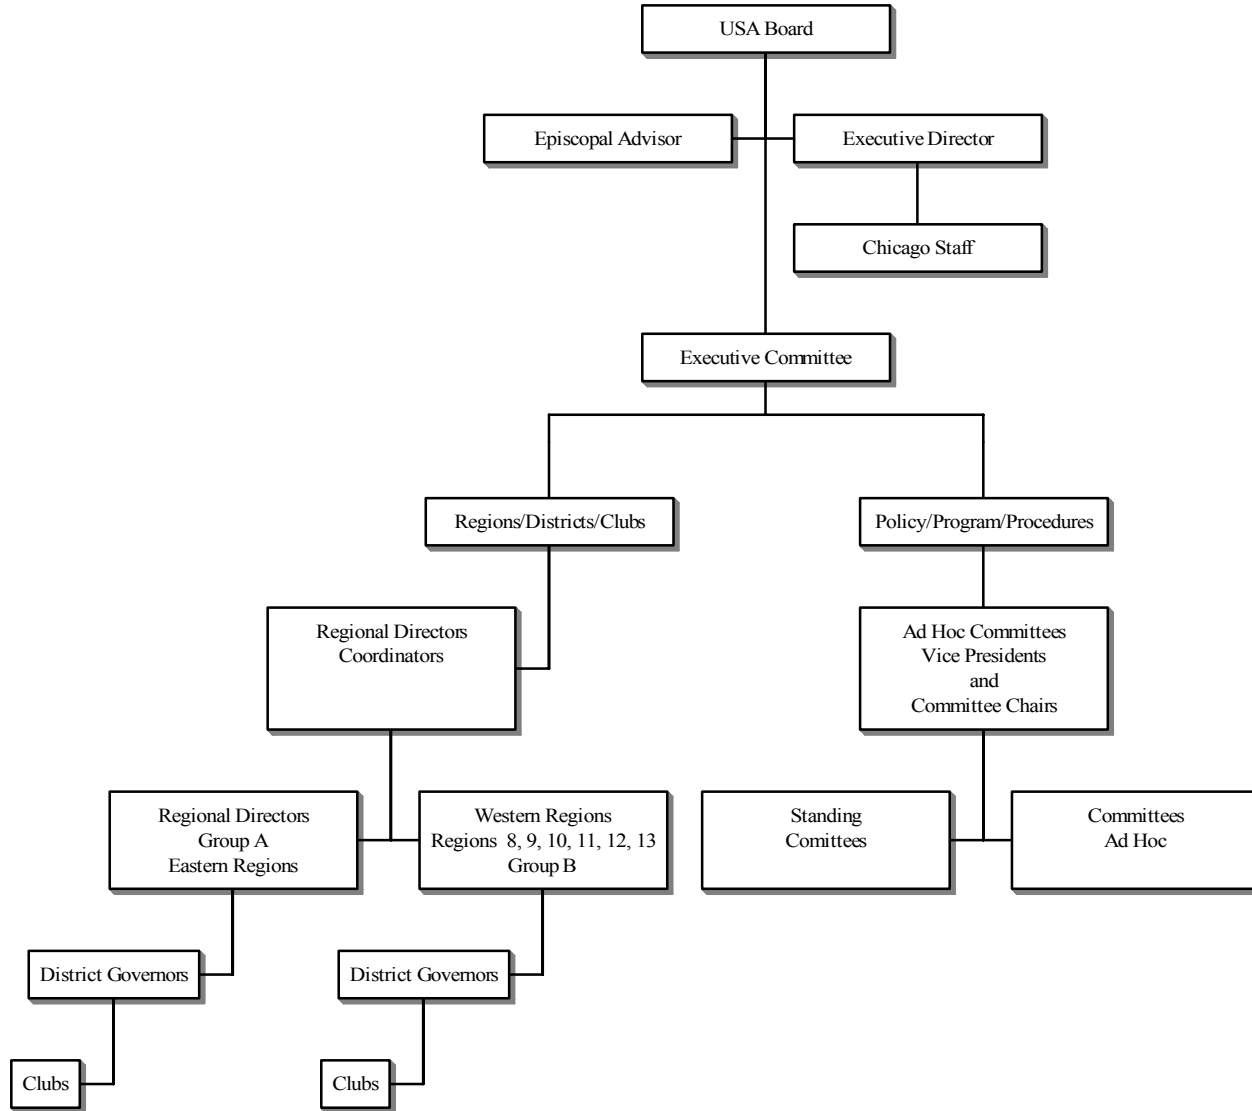 USA Board
Episcopal Advisor
Executive Director
Chicago Staff
Executive Committee
Regions/Districts/Clubs
Policy/Program/Procedures
Regional Directors
Coordinators
Ad Hoc Committees
Vice Presidents
and
Committee Chairs
Regional Directors
Group A
Eastern Regions
Western Regions
Regions 8, 9, 10, 11, 12, 13
Group B
Standing
Comittees
Committees
Ad Hoc
District Governors
District Governors
Clubs
Clubs